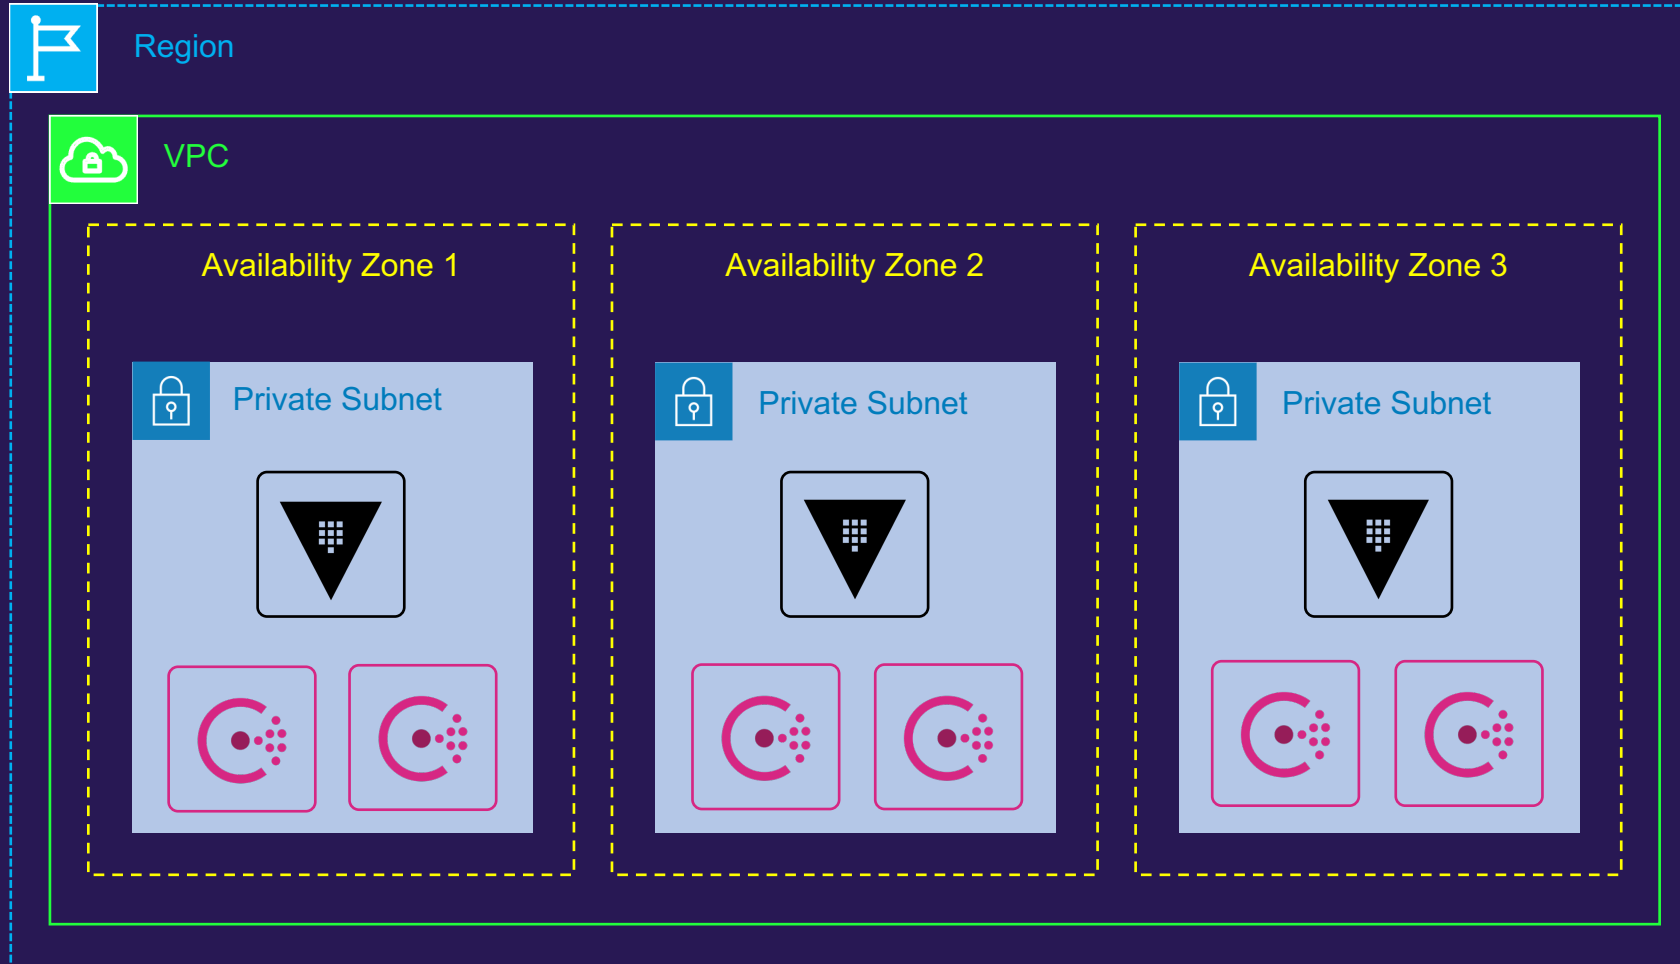 Region
VPC
Availability Zone 1
Availability Zone 2
Availability Zone 3
Private Subnet
Private Subnet
Private Subnet